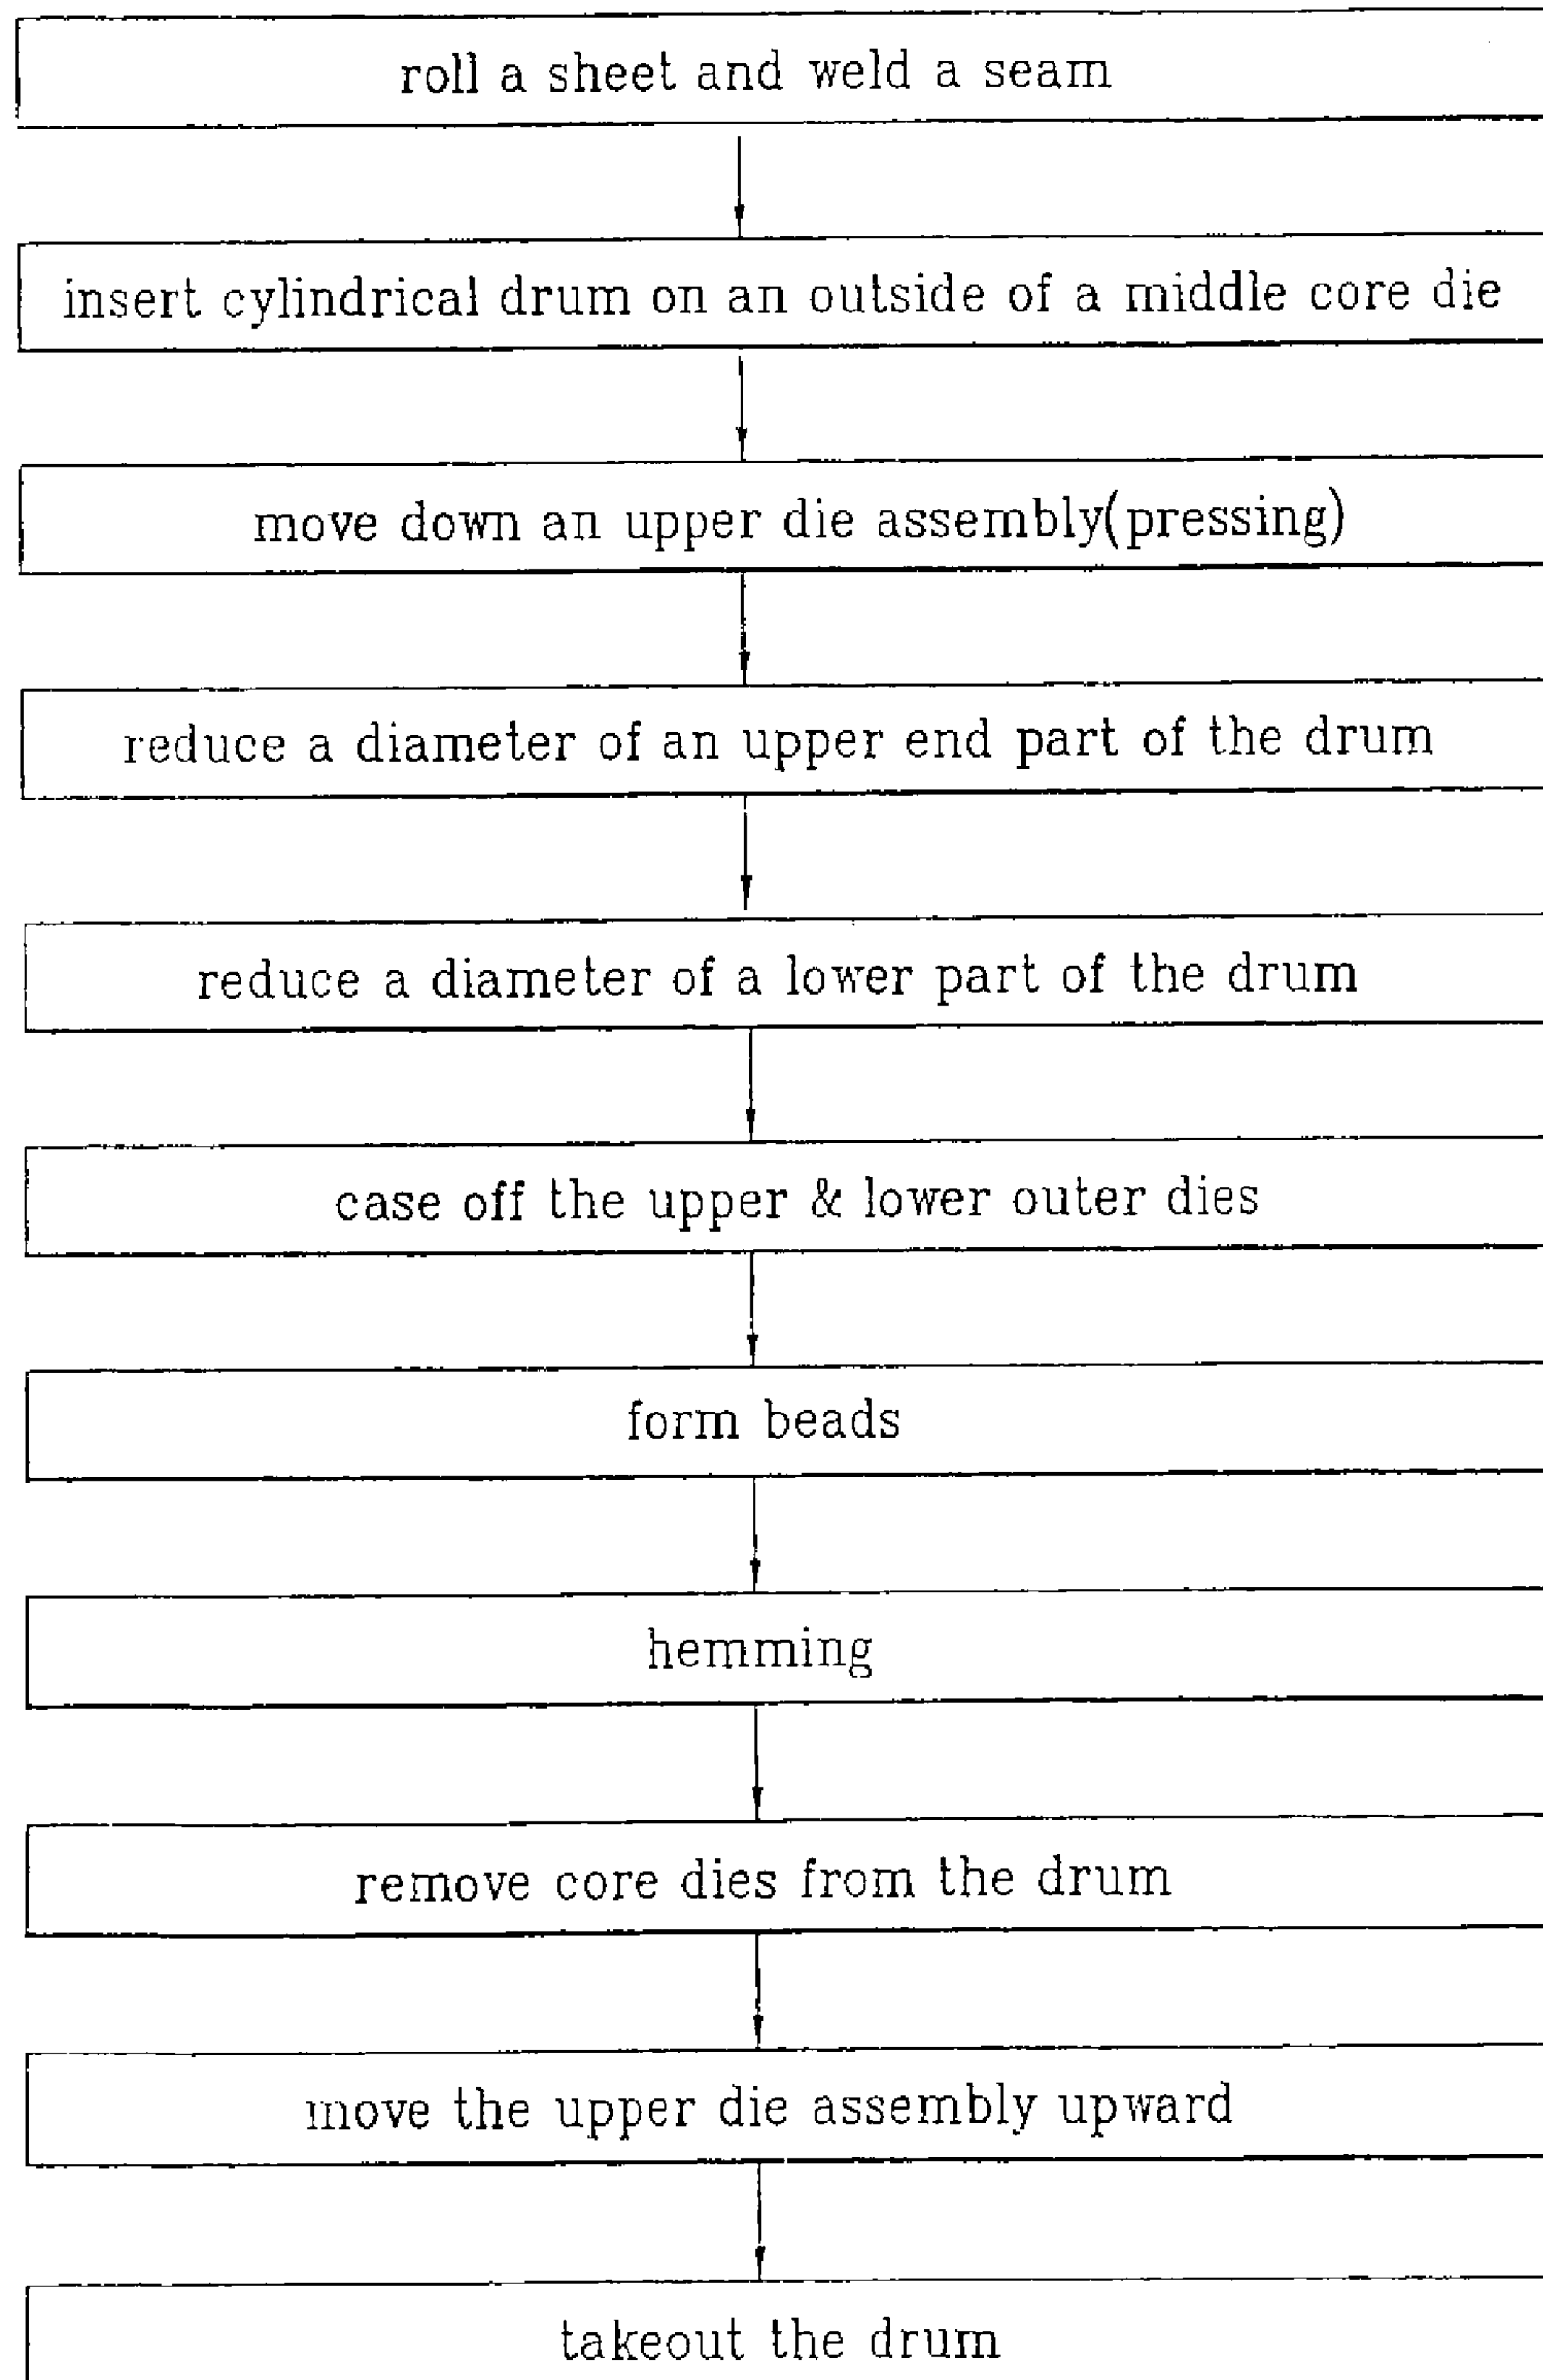 roll a sheet and weld a seam
insert cylindrical drum on an outside of a middle core die
move down an upper die assembly(pressing)
reduce a diameter of an upper end part of the drum
reduce a diameter of a lower part of the drum
case off the upper & lower outer dies
form beads
hemming
remove core dies from the drum
move the upper die assembly upward
takeout the drum